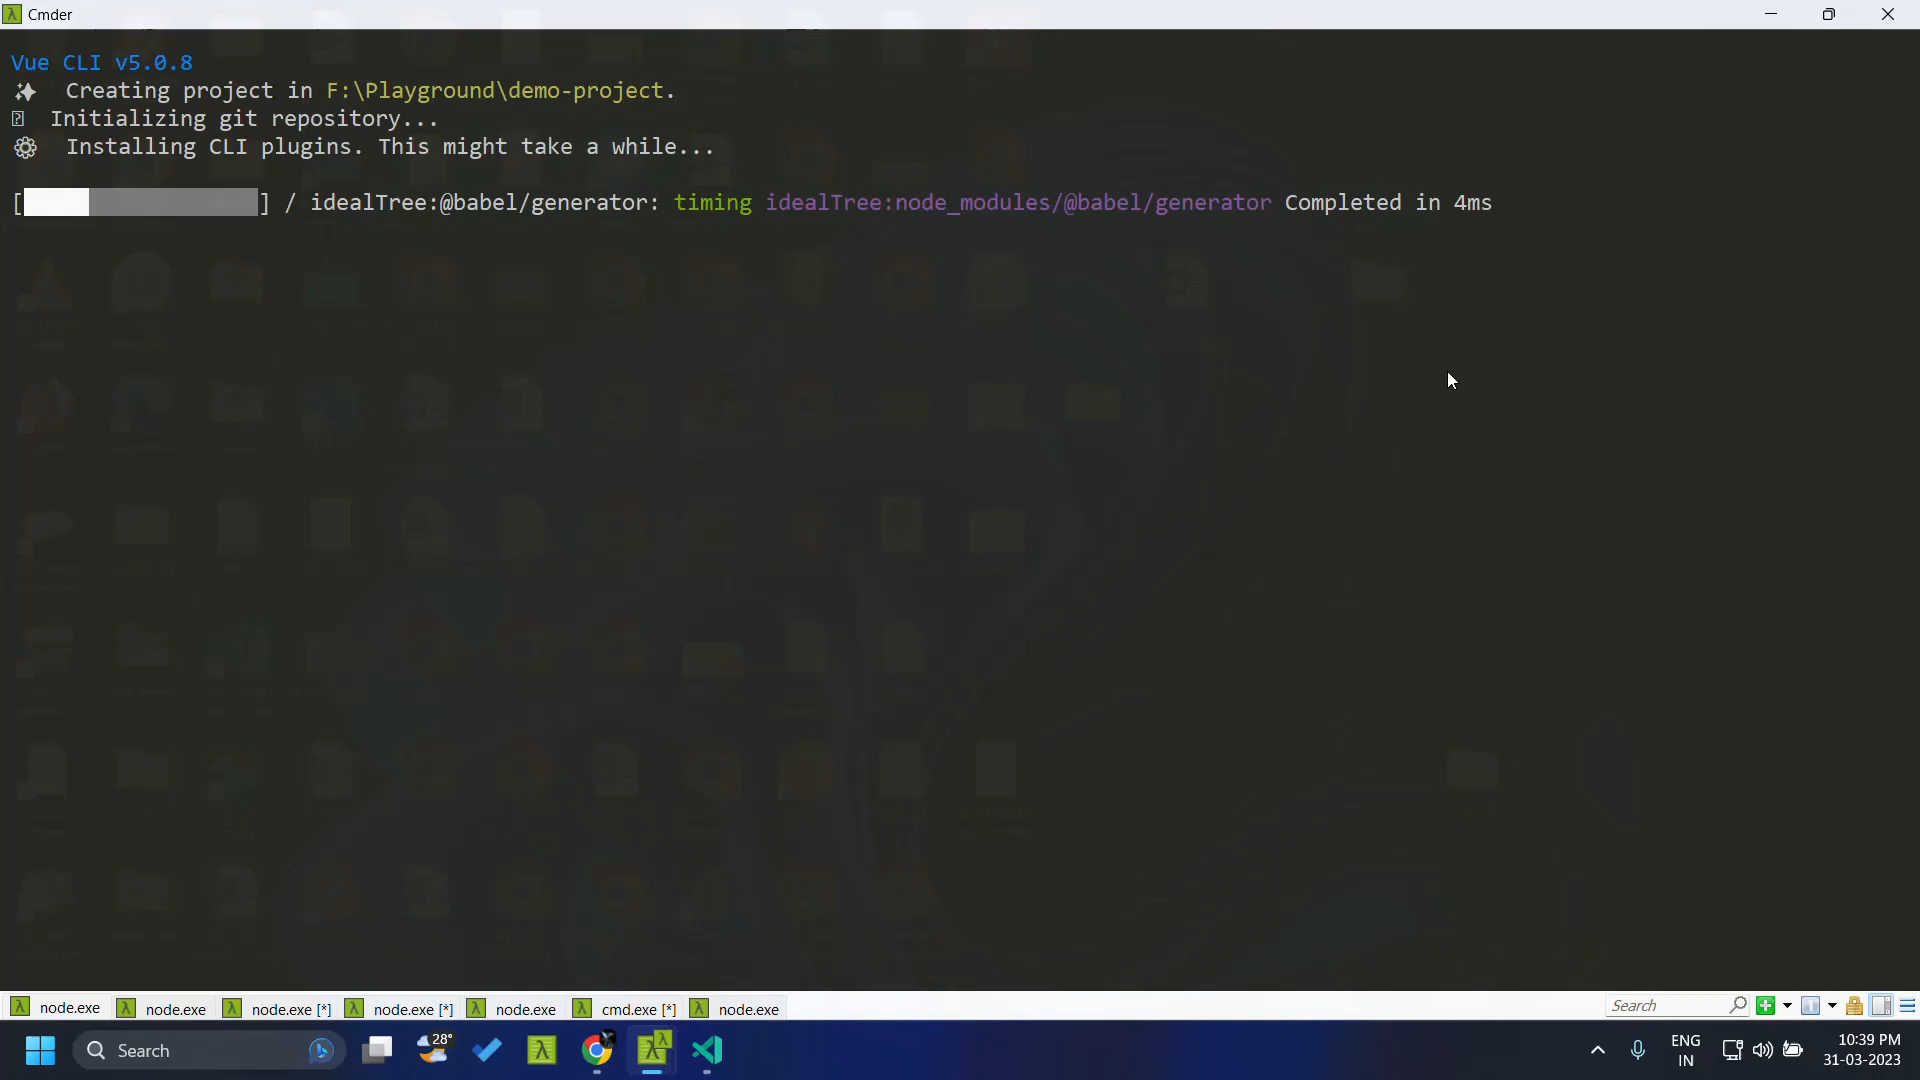 Cmder
Vue CLI v5.0.8
✨ Creating project in F:\Playground\demo-project.
Initializing git repository...
⚙ Installing CLI plugins. This might take a while...
[ ] / idealTree:@babel/generator: timing idealTree:node_modules/@babel/generator Completed in 4ms
node.exe node.exe node.exe [*] node.exe [*] node.exe cmd.exe [*] node.exe Search
Search 28° ENG 10:39 PM
IN 31-03-2023